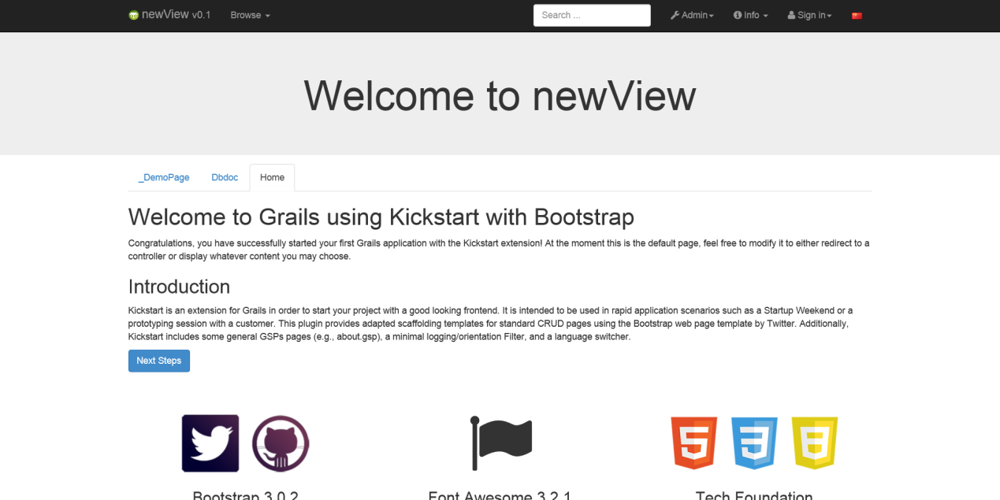 newView v0.1 Browse Search ... Admin Info Sign in
Welcome to newView
_DemoPage Dbdoc Home
Welcome to Grails using Kickstart with Bootstrap
Congratulations, you have successfully started your first Grails application with the Kickstart extension! At the moment this is the default page, feel free to modify it to either redirect to a
controller or display whatever content you may choose.
Introduction
Kickstart is an extension for Grails in order to start your project with a good looking frontend. It is intended to be used in rapid application scenarios such as a Startup Weekend or a
prototyping session with a customer. This plugin provides adapted scaffolding templates for standard CRUD pages using the Bootstrap web page template by Twitter. Additionally,
Kickstart includes some general GSPs pages (e.g., about.gsp), a minimal logging/orientation Filter, and a language switcher.
Next Steps
Bootstrap 3.0.2 Font Awesome 3.2.1 Tech Foundation